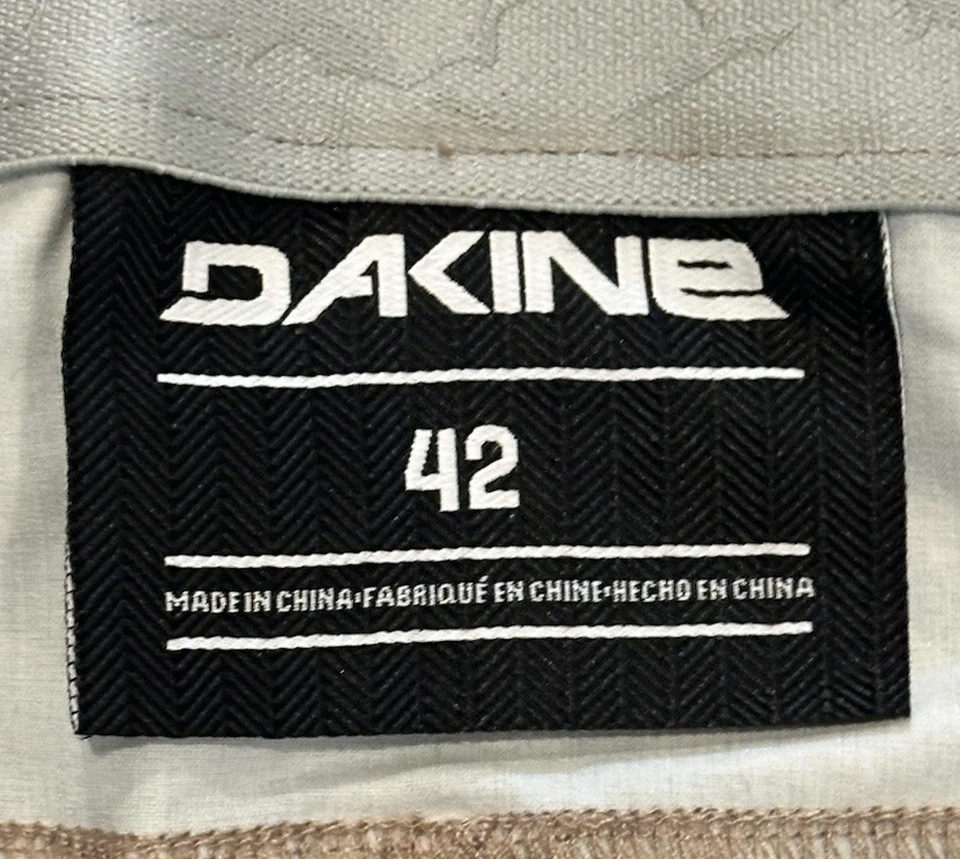 DAKINE
42
MADE IN CHINA·FABRIQUÉ EN CHINE·HECHO EN CHINA